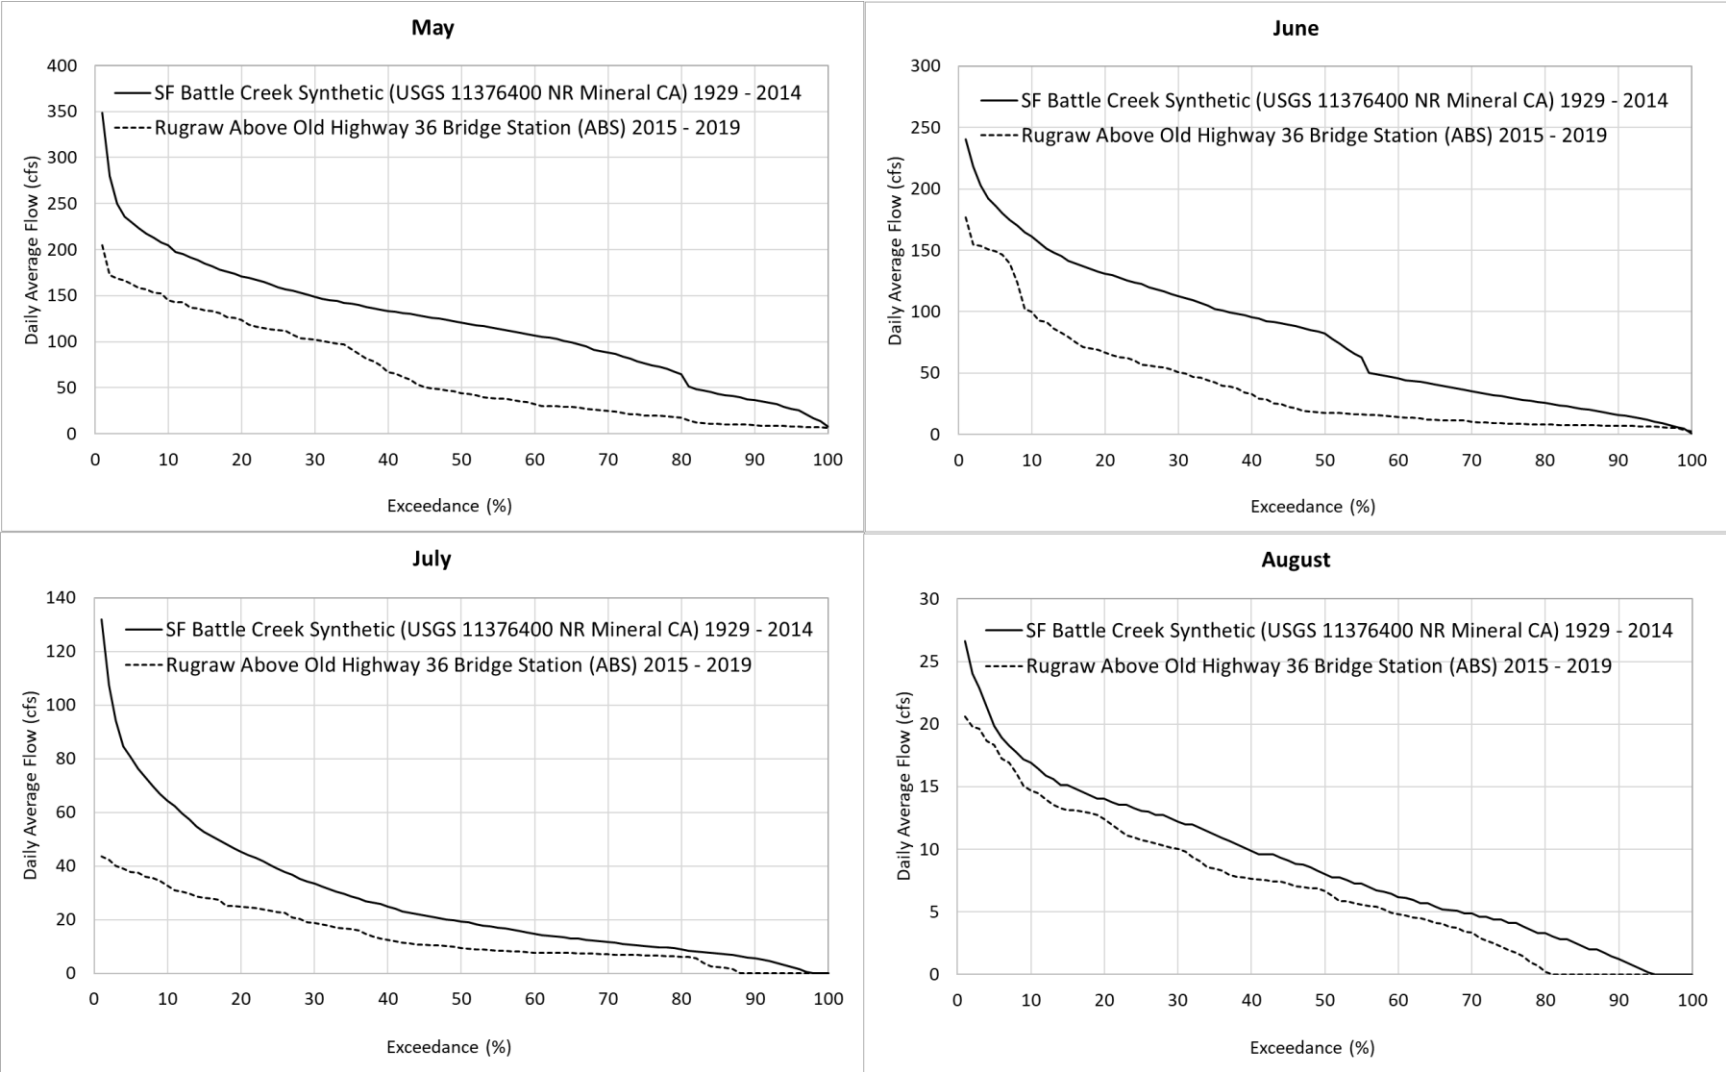 May
400
350
300
250
200
150
100
50
0
Daily Average Flow (cfs)
SF Battle Creek Synthetic (USGS 11376400 NR Mineral CA) 1929 - 2014
Rugraw Above Old Highway 36 Bridge Station (ABS) 2015 - 2019
0 10 20 30 40 50 60 70 80 90 100
Exceedance (%)
June
300
250
200
150
100
50
0
Daily Average Flow (cfs)
SF Battle Creek Synthetic (USGS 11376400 NR Mineral CA) 1929 - 2014
Rugraw Above Old Highway 36 Bridge Station (ABS) 2015 - 2019
0 10 20 30 40 50 60 70 80 90 100
Exceedance (%)
July
140
120
100
80
60
40
20
0
Daily Average Flow (cfs)
SF Battle Creek Synthetic (USGS 11376400 NR Mineral CA) 1929 - 2014
Rugraw Above Old Highway 36 Bridge Station (ABS) 2015 - 2019
0 10 20 30 40 50 60 70 80 90 100
Exceedance (%)
August
30
25
20
15
10
5
0
Daily Average Flow (cfs)
SF Battle Creek Synthetic (USGS 11376400 NR Mineral CA) 1929 - 2014
Rugraw Above Old Highway 36 Bridge Station (ABS) 2015 - 2019
0 10 20 30 40 50 60 70 80 90 100
Exceedance (%)